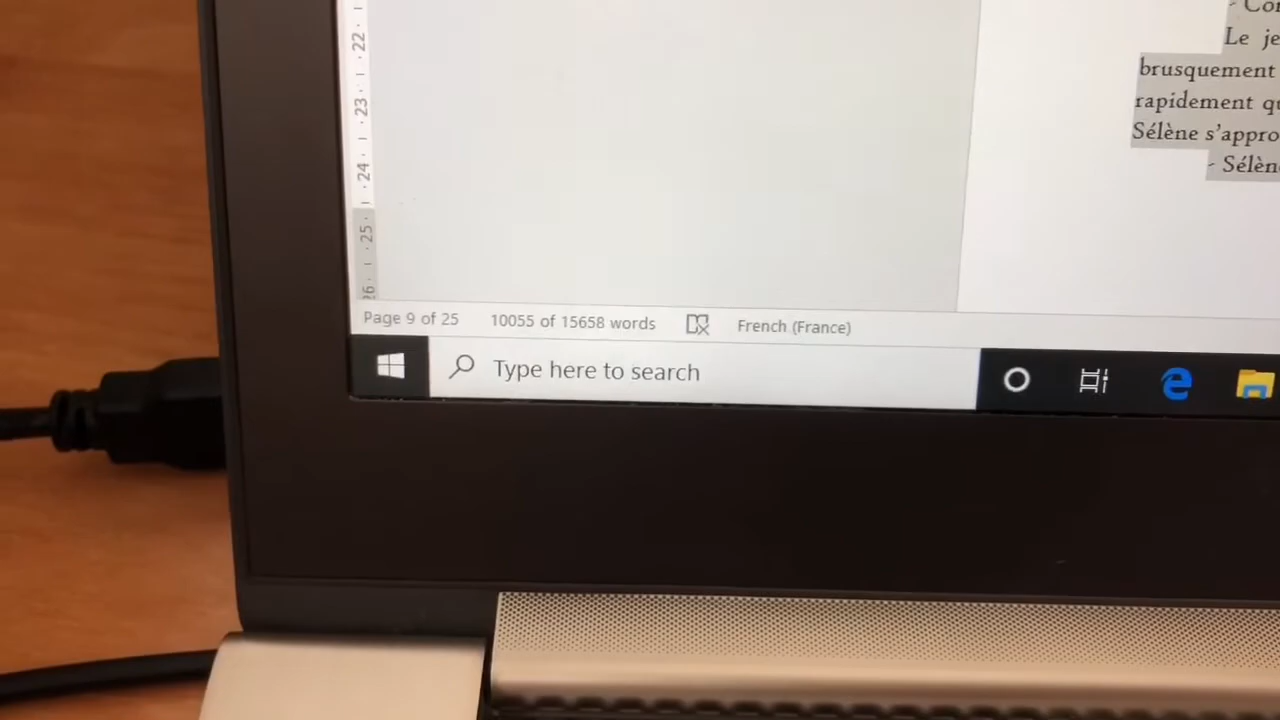 Le
brusquement
rapidement
Sélène s'appro
- Sélèn
22
23
24
25
26
Page 9 of 25 10055 of 15658 words French (France)
Type here to search